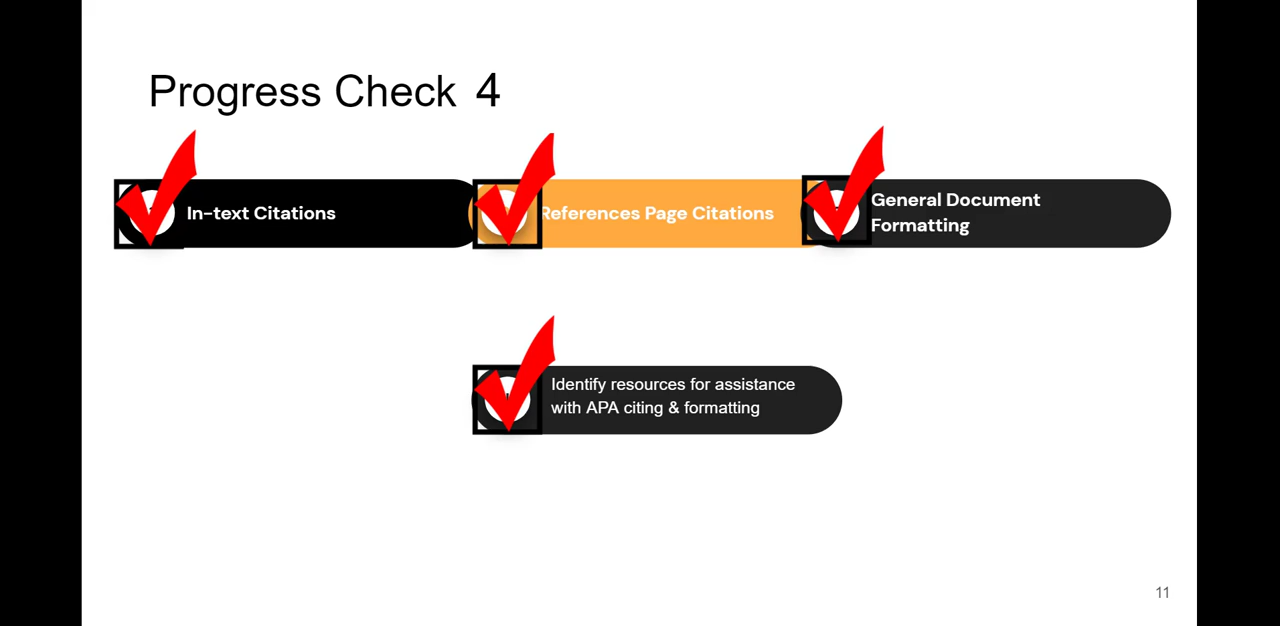 Progress Check 4
In-text Citations
References Page Citations
General Document
Formatting
Identify resources for assistance
with APA citing & formatting
11